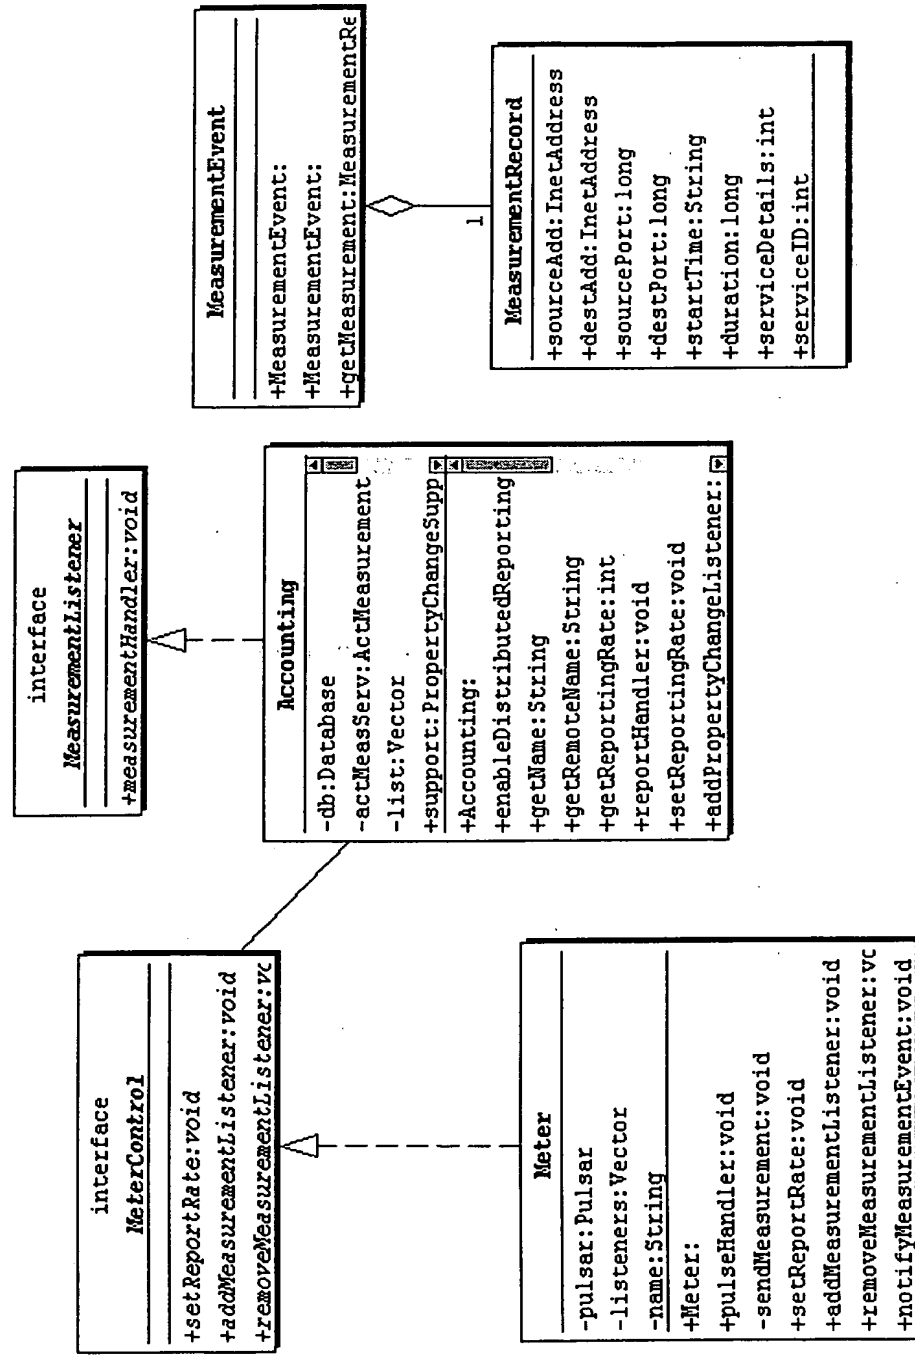 interface
MeterControl
+setReportRate:void
+addMeasurementListener:void
+removeMeasurementListener:vc
Meter
-pulsar:Pulsar
-listeners:Vector
-name:String
+Meter:
+pulseHandler:void
-sendMeasurement:void
+setReportRate:void
+addMeasurementListener:void
+removeMeasurementListener:vc
+notifyMeasurementEvent:void
interface
MeasurementListener
+measurementHandler:void
Accounting
-db:Database
-actMeasServ:ActMeasurement
-list:Vector
+support:PropertyChangeSupp
+Accounting:
+enableDistributedReporting
+getName:String
+getRemoteName:String
+getReportingRate:int
+reportHandler:void
+setReportingRate:void
+addPropertyChangeListener:
MeasurementEvent
+MeasurementEvent:
+MeasurementEvent:
+getMeasurement:MeasurementRe
1
MeasurementRecord
+sourceAdd:InetAddress
+destAdd:InetAddress
+sourcePort:long
+destPort:long
+startTime:String
+duration:long
+serviceDetails:int
+serviceID:int